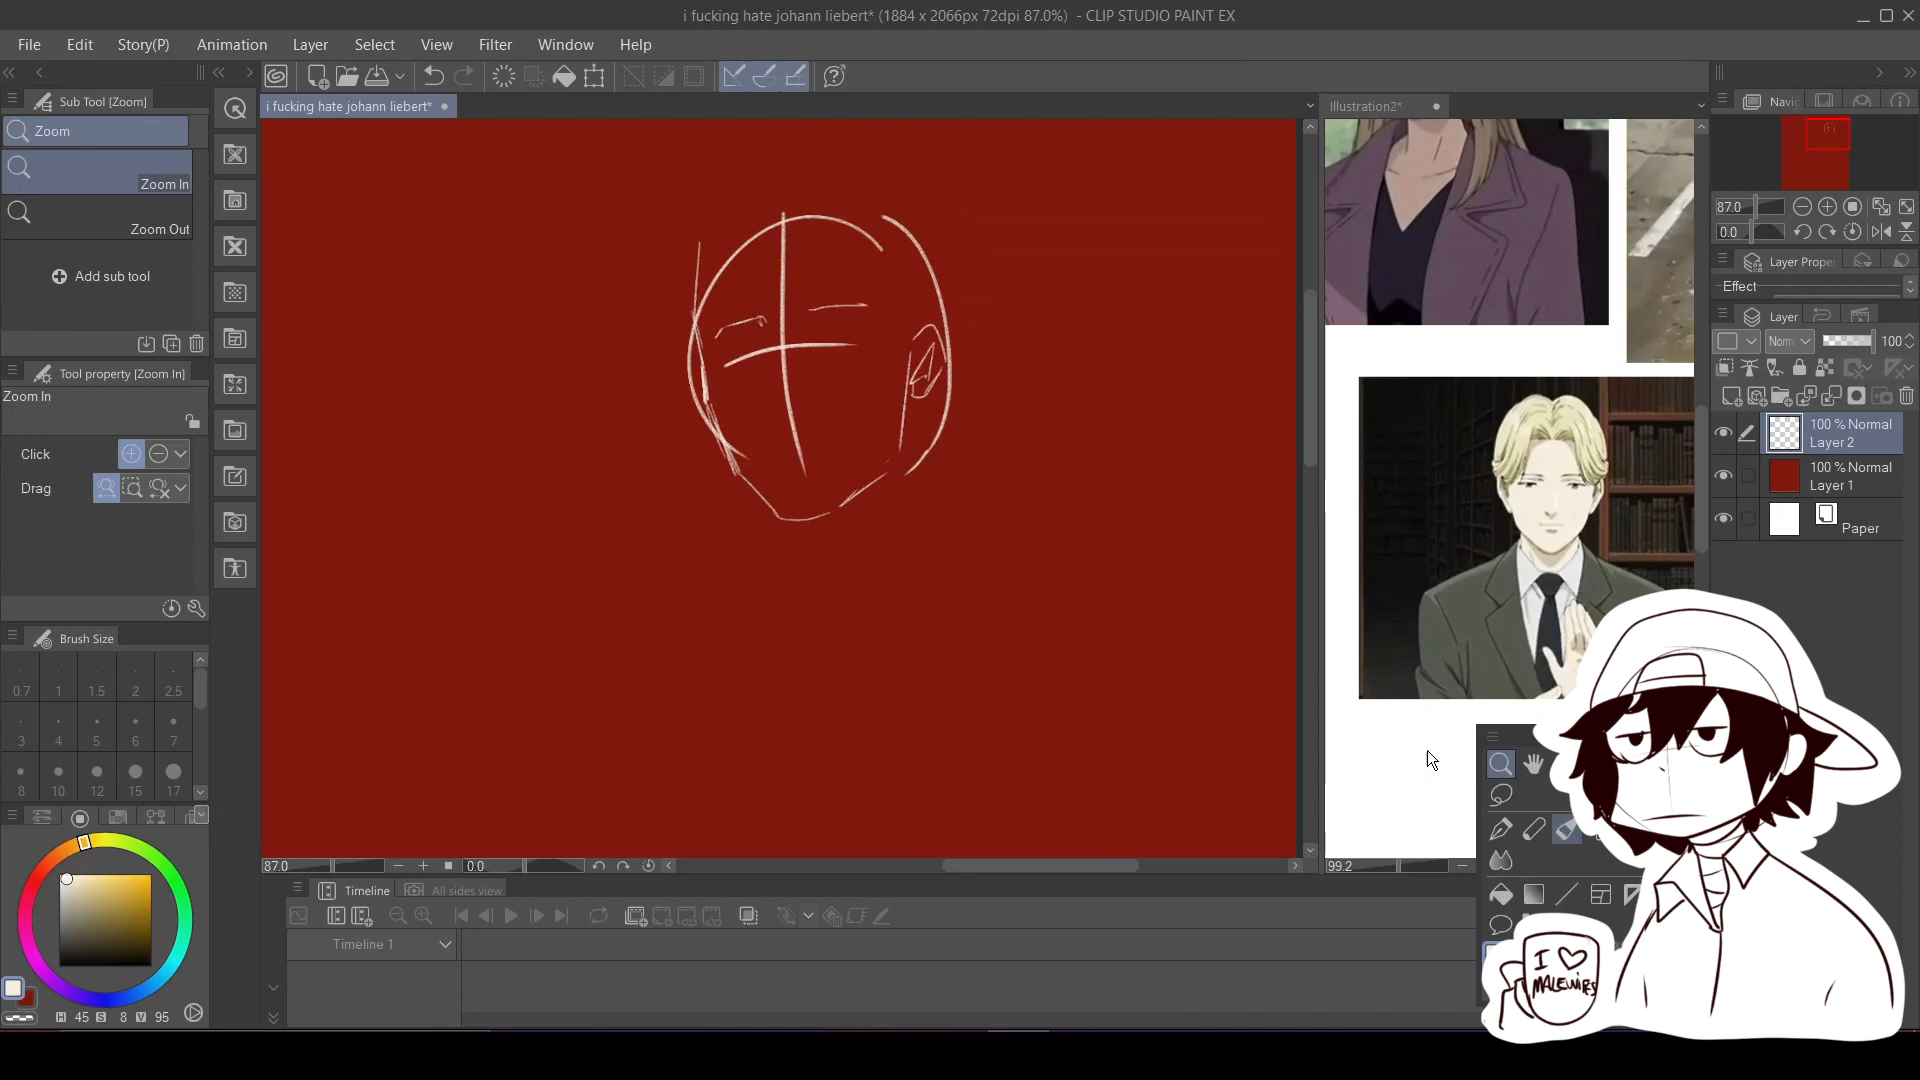 i fucking hate johann liebert* (1884 x 2066px 72dpi 87.0%) - CLIP STUDIO PAINT EX
File Edit Story(P) Animation Layer Select View Filter Window Help
Sub Tool [Zoom]
Zoom
Zoom In
Zoom Out
Add sub tool
Tool property [Zoom In]
Zoom In
Click
Drag
Brush Size
0.7 1 1.5 2 2.5
3 4 5 6 7
8 10 12 15 17
H 45 S 8 V 95
i fucking hate johann liebert*
Illustration2*
87.0
0.0
99.2
Timeline
All sides view
Timeline 1
Navig
87.0
0.0
Layer Proper
Effect
Layer
Norm
100
100 % Normal
Layer 2
100 % Normal
Layer 1
Paper
I ♡
MALEWIFES